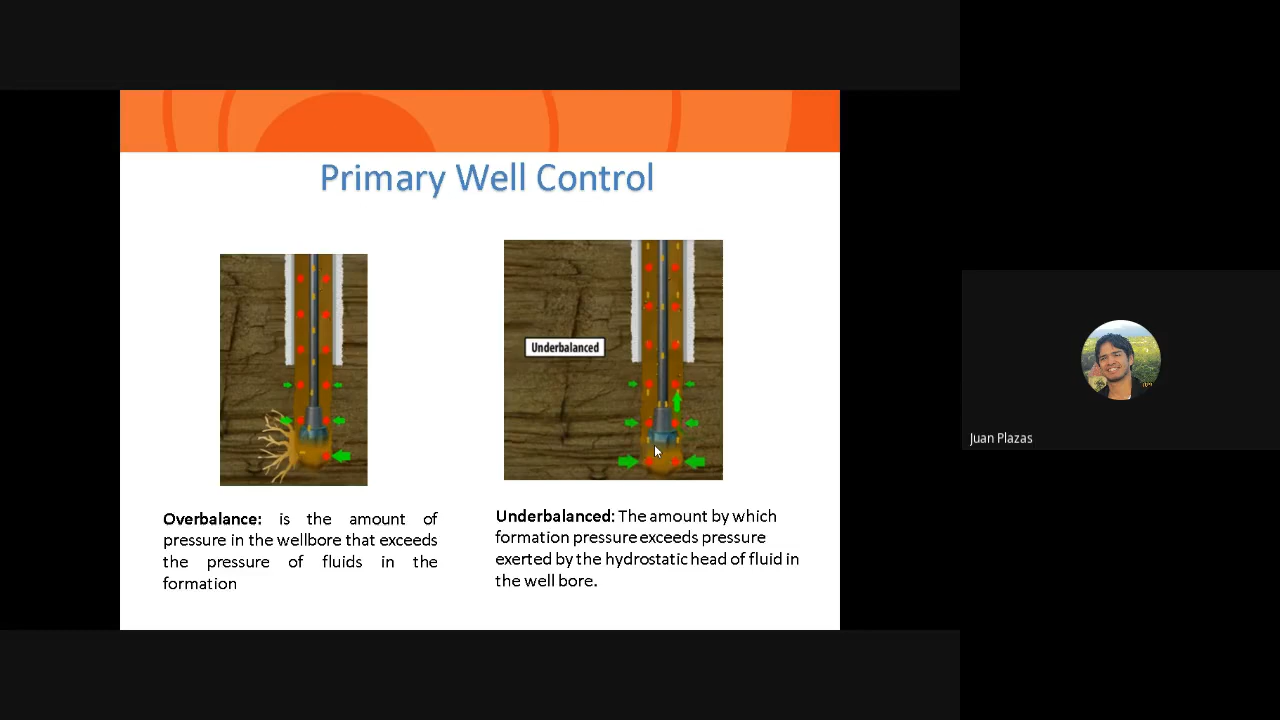 Primary Well Control
Underbalanced
Overbalance: is the amount of
pressure in the wellbore that exceeds
the pressure of fluids in the
formation
Underbalanced: The amount by which
formation pressure exceeds pressure
exerted by the hydrostatic head of fluid in
the well bore.
Juan Plazas